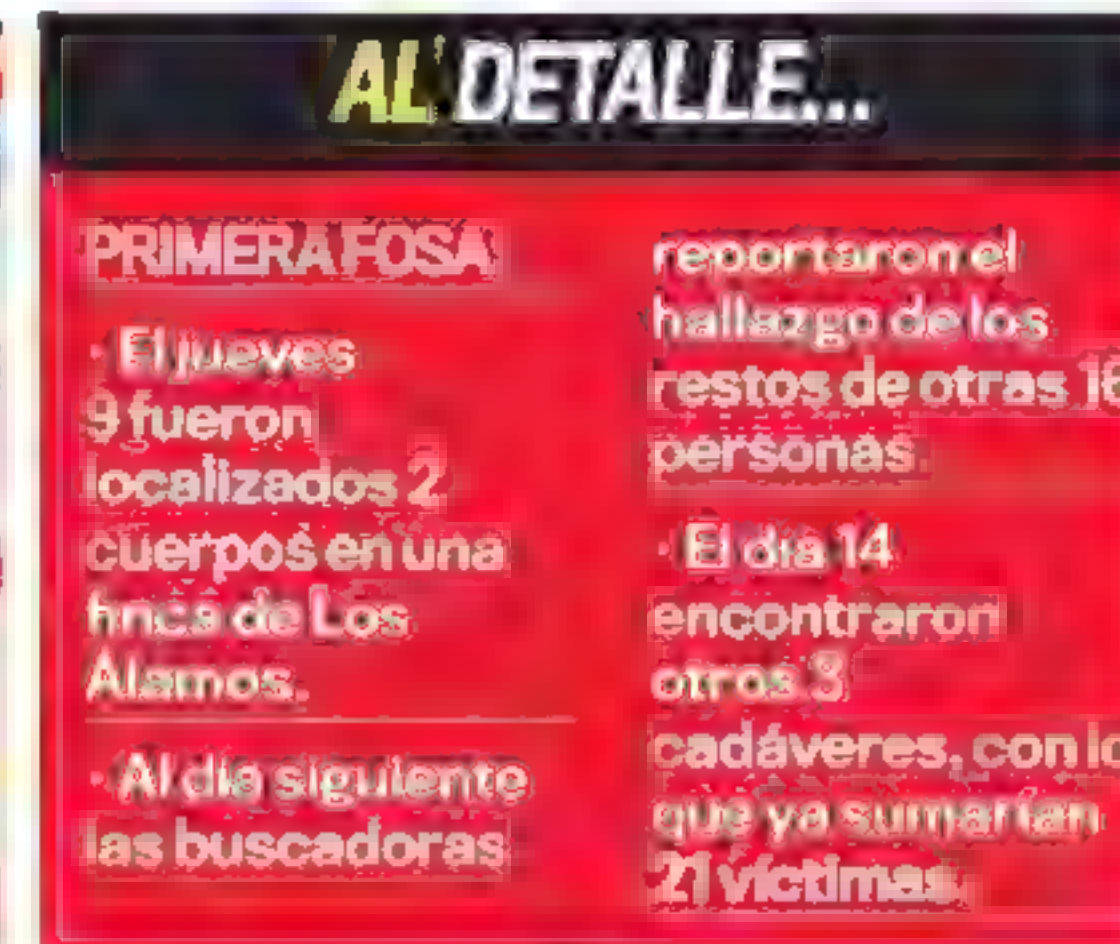 AL DETALLE...
PRIMERA FOSA
· El jueves
9 fueron
localizados 2
cuerpos en una
finca de Los
Álamos.
· Al día siguiente
las buscadoras
reportaron el
hallazgo de los
restos de otras 16
personas.
· El día 14
encontraron
otros 3
cadáveres, con lo
que ya sumarían
21 víctimas.